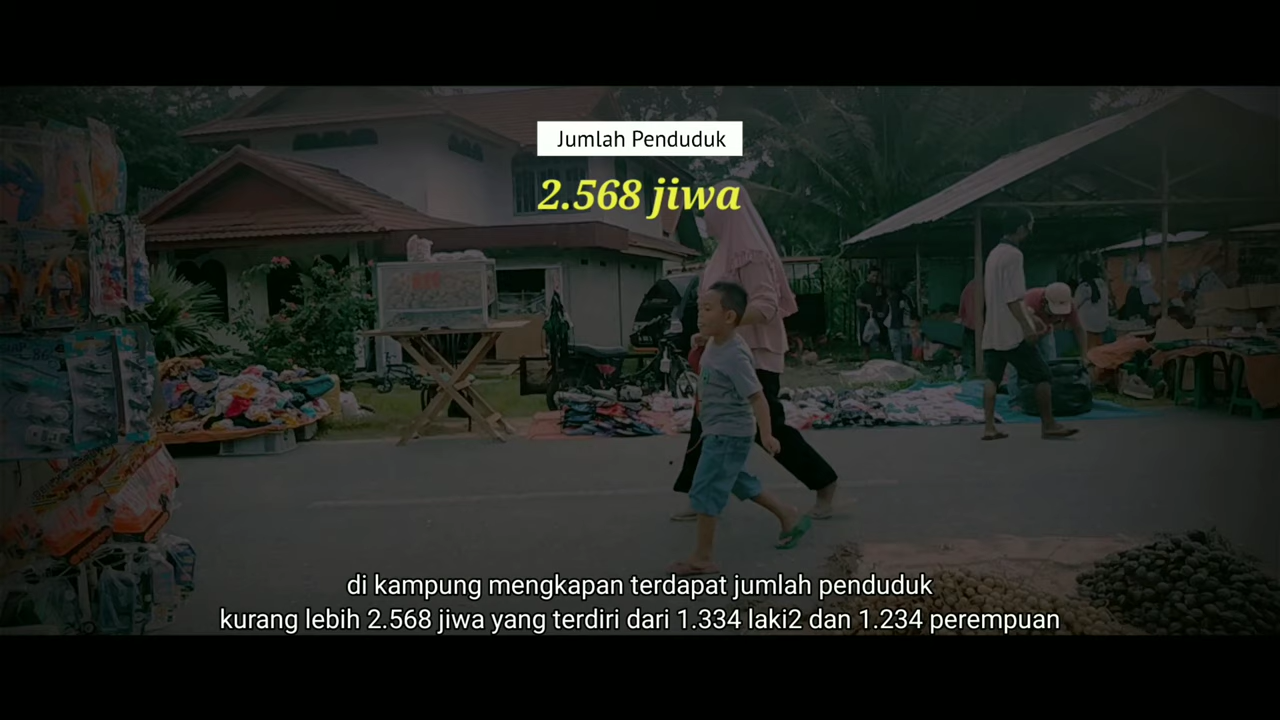 Jumlah Penduduk
2.568 jiwa
di kampung mengkapan terdapat jumlah penduduk
kurang lebih 2.568 jiwa yang terdiri dari 1.334 laki2 dan 1.234 perempuan